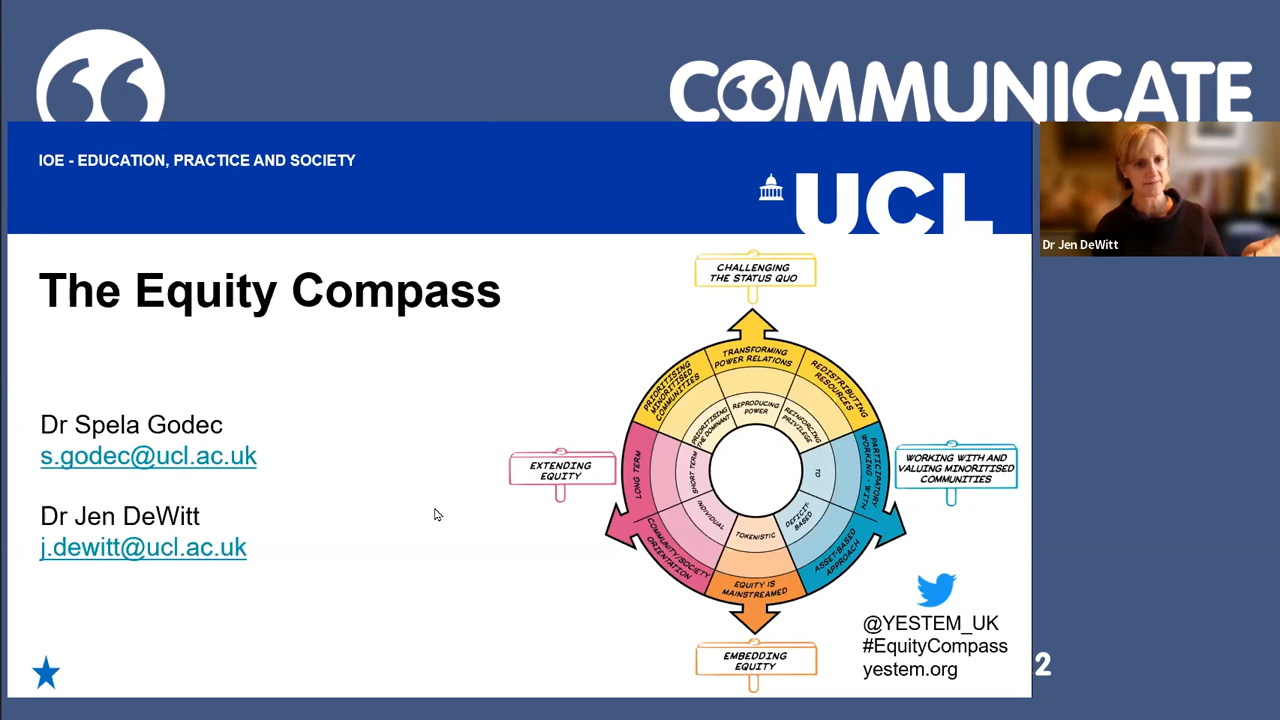 COMMUNICATE
IOE - EDUCATION, PRACTICE AND SOCIETY
UCL
Dr Jen DeWitt
The Equity Compass
Dr Spela Godec
s.godec@ucl.ac.uk
Dr Jen DeWitt
j.dewitt@ucl.ac.uk
CHALLENGING
THE STATUS QUO
PRIORITISING
MINORITISED
COMMUNITIES
TRANSFORMING
POWER RELATIONS
REDISTRIBUTING
RESOURCES
PRIORITISING
THE DOMINANT
REPRODUCING
POWER
REINFORCING
PRIVILEGE
EXTENDING
EQUITY
LONG TERM
SHORT TERM
TO
PARTICIPATORY
WORKING - WITH
WORKING WITH AND
VALUING MINORITISED
COMMUNITIES
INDIVIDUAL
TOKENISTIC
DEFICIT-
BASED
COMMUNITY/SOCIETY
ORIENTATION
EQUITY IS
MAINSTREAMED
ASSET-BASED
APPROACH
EMBEDDING
EQUITY
@YESTEM_UK
#EquityCompass
yestem.org
2